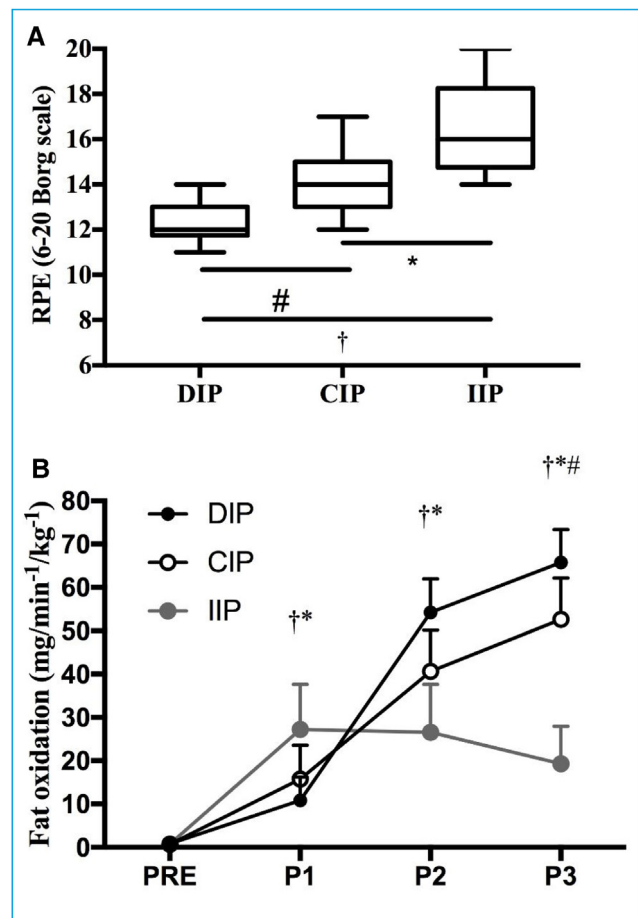 A
RPE (6-20 Borg scale)
20
18
16
14
12
10
8
6
*
#
†
DIP CIP IIP
B
Fat oxidation (mg/min⁻¹/kg⁻¹)
80
70
60
50
40
30
20
10
0
DIP
CIP
IIP
†*
†*
†*#
PRE P1 P2 P3